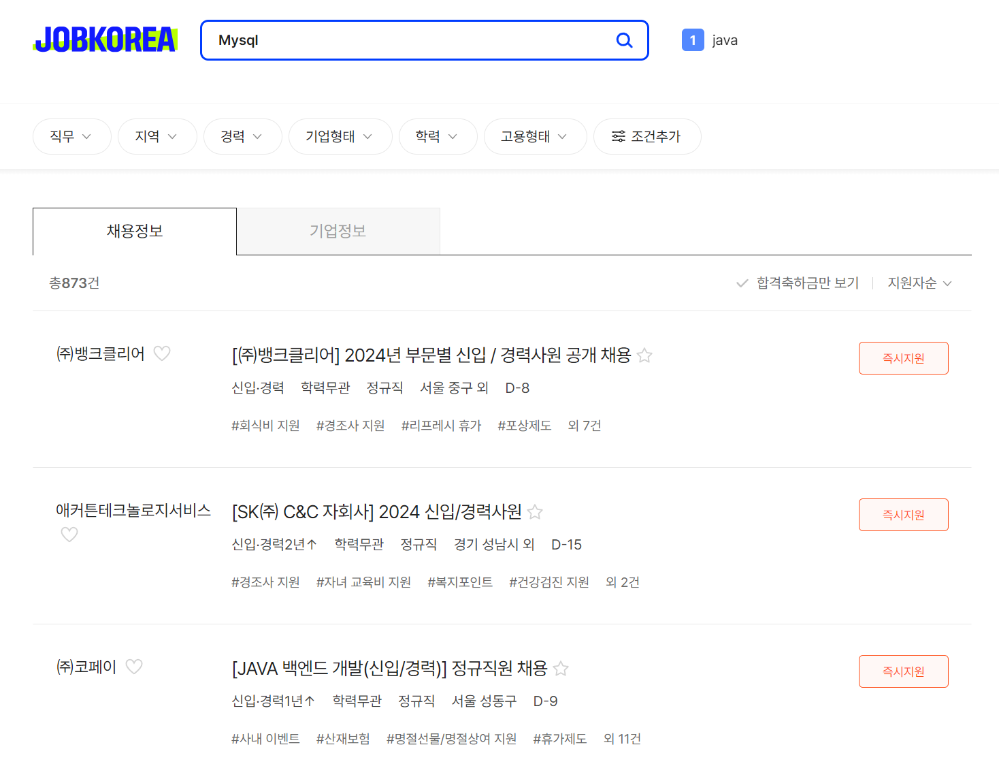 JOBKOREA Mysql 1 java
직무 지역 경력 기업형태 학력 고용형태 조건추가
채용정보 기업정보
총873건 합격축하금만 보기 지원자순
㈜뱅크클리어 [㈜뱅크클리어] 2024년 부문별 신입 / 경력사원 공개 채용 즉시지원
신입·경력 학력무관 정규직 서울 중구 외 D-8
#회식비 지원 #경조사 지원 #리프레시 휴가 #포상제도 외 7건
애커튼테크놀로지서비스 [SK㈜ C&C 자회사] 2024 신입/경력사원 즉시지원
신입·경력2년↑ 학력무관 정규직 경기 성남시 외 D-15
#경조사 지원 #자녀 교육비 지원 #복지포인트 #건강검진 지원 외 2건
㈜코페이 [JAVA 백엔드 개발(신입/경력)] 정규직원 채용 즉시지원
신입·경력1년↑ 학력무관 정규직 서울 성동구 D-9
#사내 이벤트 #산재보험 #명절선물/명절상여 지원 #휴가제도 외 11건